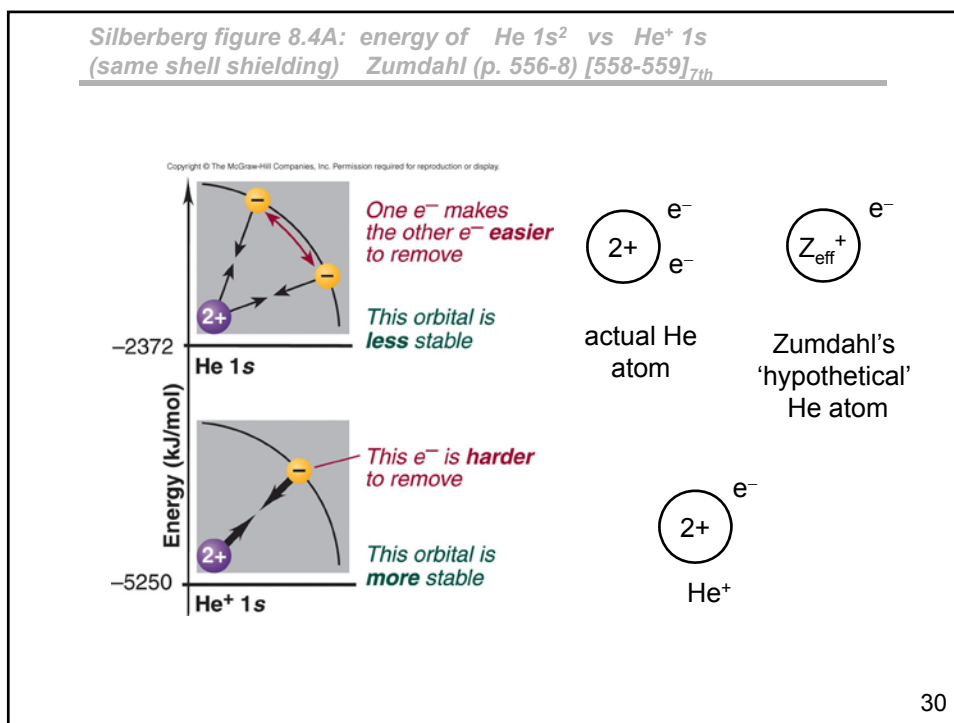 Silberberg figure 8.4A: energy of He 1s² vs He⁺ 1s
(same shell shielding) Zumdahl (p. 556-8) [558-559]7th
Copyright © The McGraw-Hill Companies, Inc. Permission required for reproduction or display.
Energy (kJ/mol)
−
−
2+
One e− makes
the other e− easier
to remove
This orbital is
less stable
−2372
He 1s
−
2+
This e− is harder
to remove
This orbital is
more stable
−5250
He⁺ 1s
2+
e−
e−
actual He
atom
Zeff⁺
e−
Zumdahl's
‘hypothetical’
He atom
2+
e−
He⁺
30